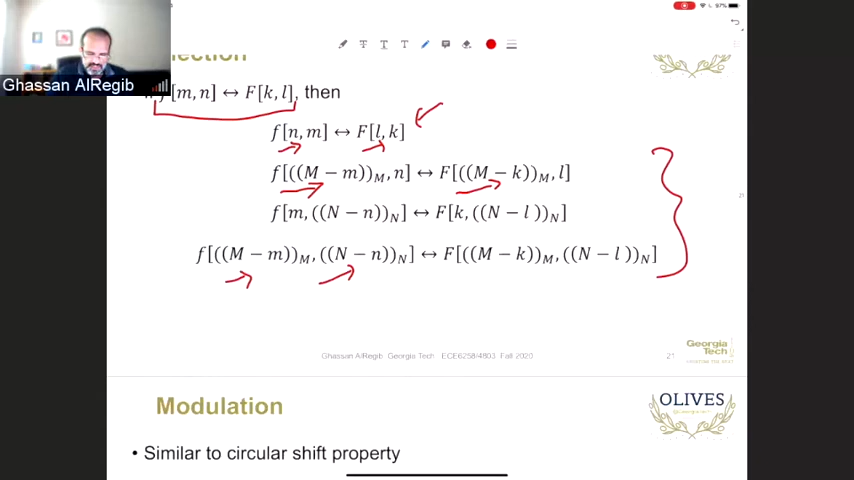 97%
Ghassan AlRegib
f[m, n] ↔ F[k, l], then
f[n, m] ↔ F[l, k]
f[((M − m))_M, n] ↔ F[((M − k))_M, l]
f[m, ((N − n))_N] ↔ F[k, ((N − l ))_N]
f[((M − m))_M, ((N − n))_N] ↔ F[((M − k))_M, ((N − l ))_N]
Ghassan AlRegib Georgia Tech ECE6258/4803 Fall 2020
21
Georgia
Tech
Modulation
OLIVES
• Similar to circular shift property